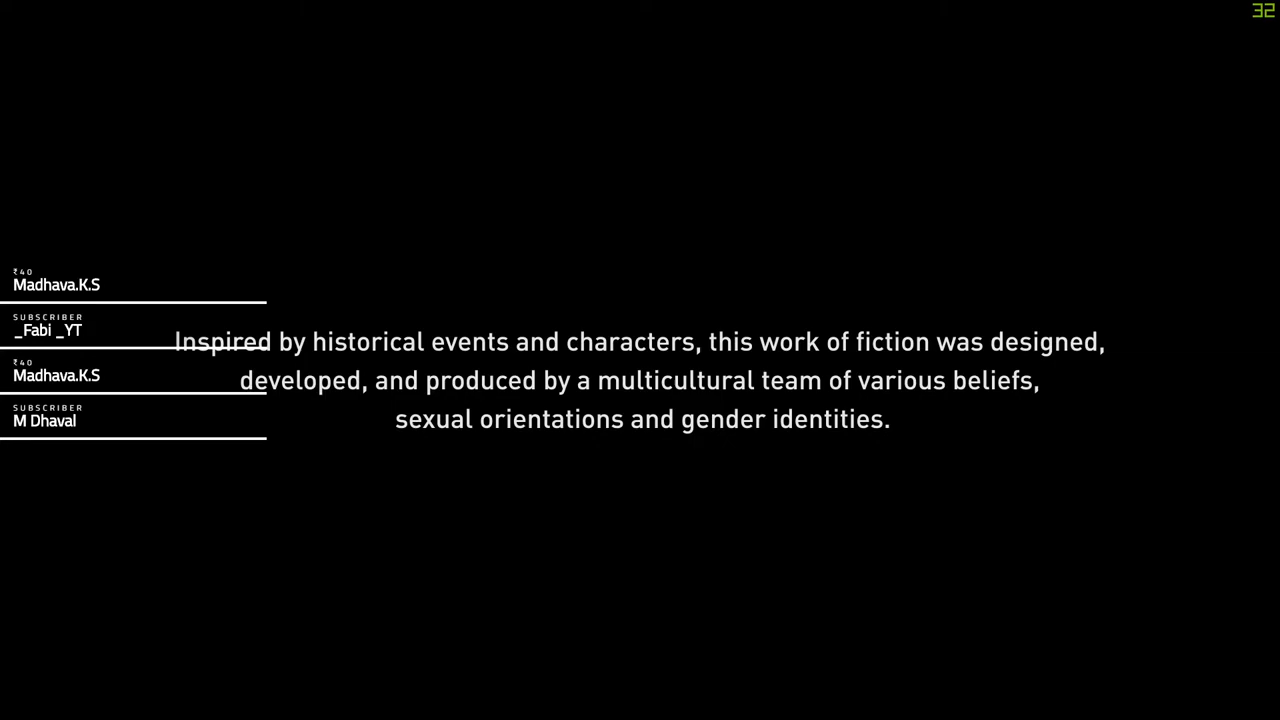 32
₹40
Madhava.K.S
SUBSCRIBER
_Fabi _YT
₹40
Madhava.K.S
SUBSCRIBER
M Dhaval
Inspired by historical events and characters, this work of fiction was designed,
developed, and produced by a multicultural team of various beliefs,
sexual orientations and gender identities.